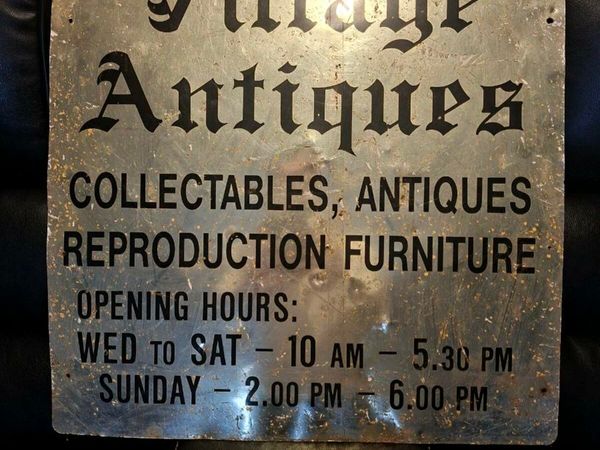 Village
Antiques
COLLECTABLES, ANTIQUES
REPRODUCTION FURNITURE
OPENING HOURS:
WED TO SAT – 10 AM – 5.30 PM
SUNDAY – 2.00 PM – 6.00 PM